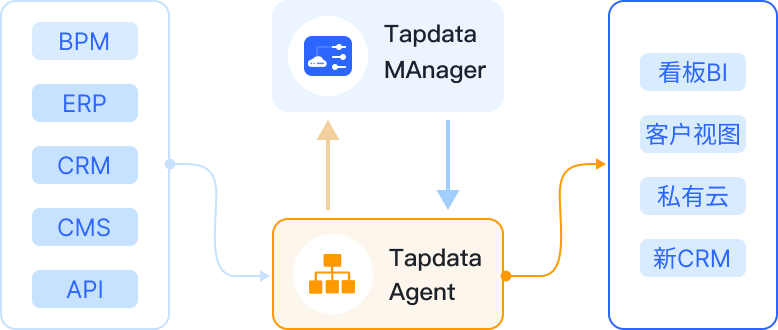 BPM
ERP
CRM
CMS
API
Tapdata
MAnager
Tapdata
Agent
看板BI
客户视图
私有云
新CRM